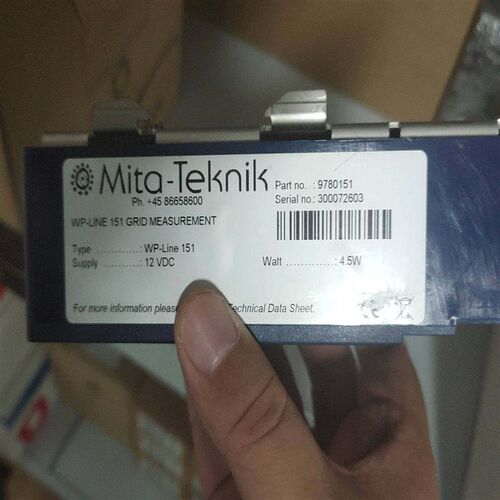 Mita-Teknik
Ph. +45 86658600
Part no. : 9780151
Serial no.: 300072603
WP-LINE 151 GRID MEASUREMENT
Type ............: WP-Line 151
Supply ...........: 12 VDC
Watt ..............: 4.5W
For more information please Technical Data Sheet.